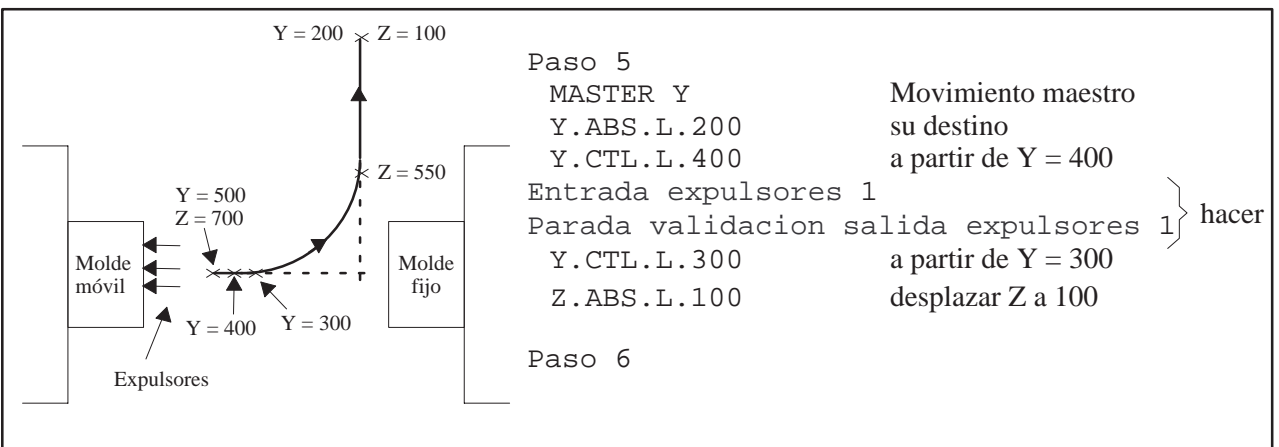 Y = 200 Z = 100
Z = 550
Y = 500
Z = 700
Molde
móvil
Molde
fijo
Y = 400
Y = 300
Expulsores
Paso 5
MASTER Y Movimiento maestro
Y.ABS.L.200 su destino
Y.CTL.L.400 a partir de Y = 400
Entrada expulsores 1
Parada validacion salida expulsores 1
hacer
Y.CTL.L.300 a partir de Y = 300
Z.ABS.L.100 desplazar Z a 100
Paso 6